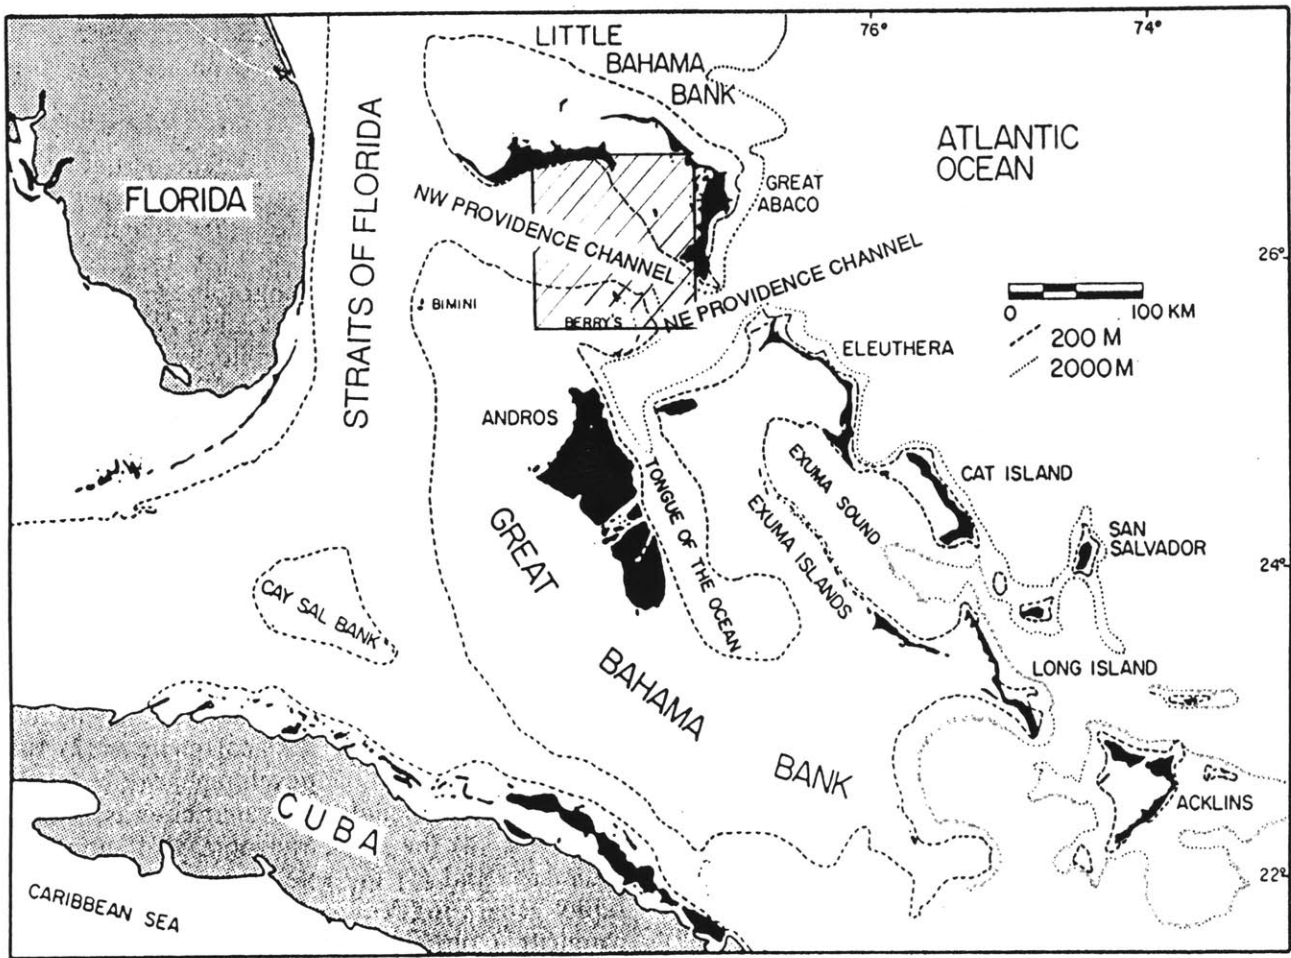 76°
74°
LITTLE
BAHAMA
BANK
ATLANTIC
OCEAN
FLORIDA
STRAITS OF FLORIDA
GREAT
ABACO
NW PROVIDENCE CHANNEL
NE PROVIDENCE CHANNEL
26°
BIMINI
BERRY'S
0 100 KM
200 M
2000 M
ELEUTHERA
ANDROS
TONGUE OF THE OCEAN
EXUMA SOUND
EXUMA ISLANDS
CAT ISLAND
SAN
SALVADOR
24°
GREAT
BAHAMA
BANK
CAY SAL BANK
LONG ISLAND
ACKLINS
CUBA
22°
CARIBBEAN SEA